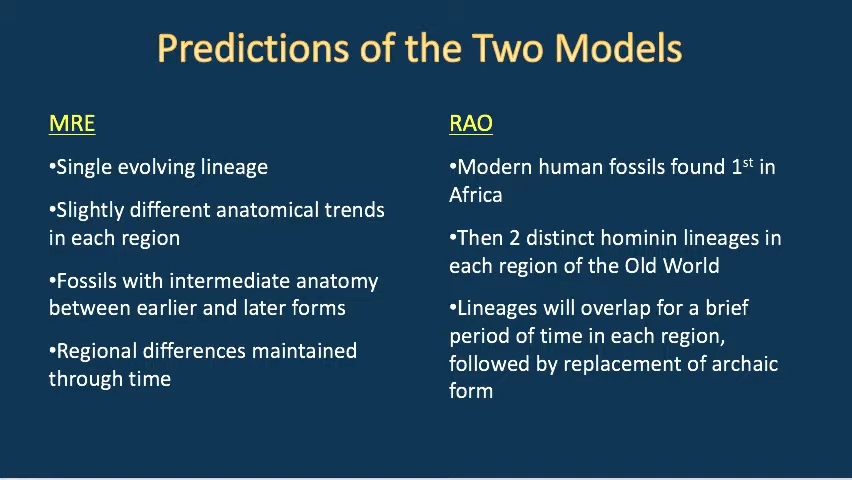 Predictions of the Two Models
MRE
•Single evolving lineage
•Slightly different anatomical trends
in each region
•Fossils with intermediate anatomy
between earlier and later forms
•Regional differences maintained
through time
RAO
•Modern human fossils found 1st in
Africa
•Then 2 distinct hominin lineages in
each region of the Old World
•Lineages will overlap for a brief
period of time in each region,
followed by replacement of archaic
form